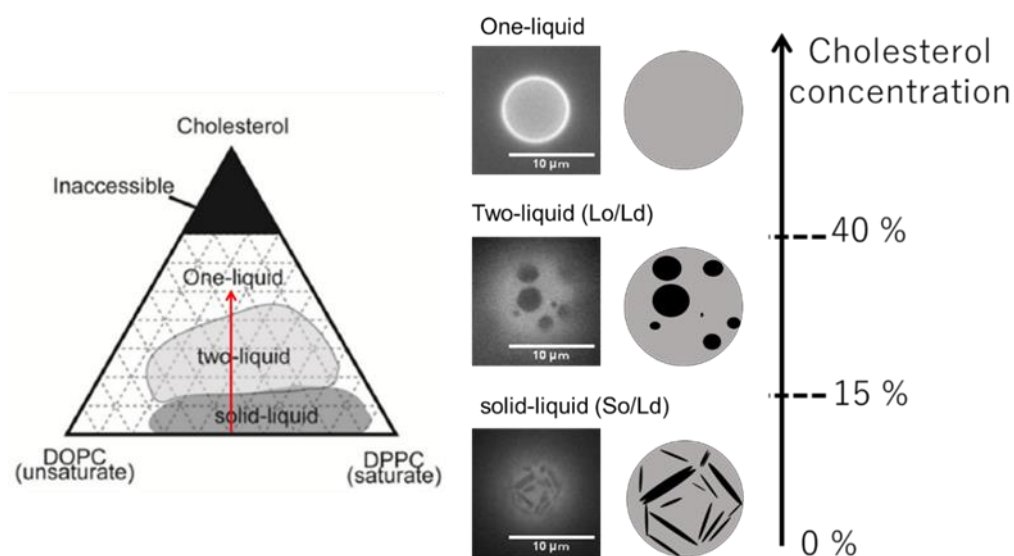 Cholesterol
Inaccessible
One-liquid
two-liquid
solid-liquid
DOPC
(unsaturate)
DPPC
(saturate)
One-liquid
10 µm
Two-liquid (Lo/Ld)
10 µm
solid-liquid (So/Ld)
10 µm
Cholesterol
concentration
40 %
15 %
0 %